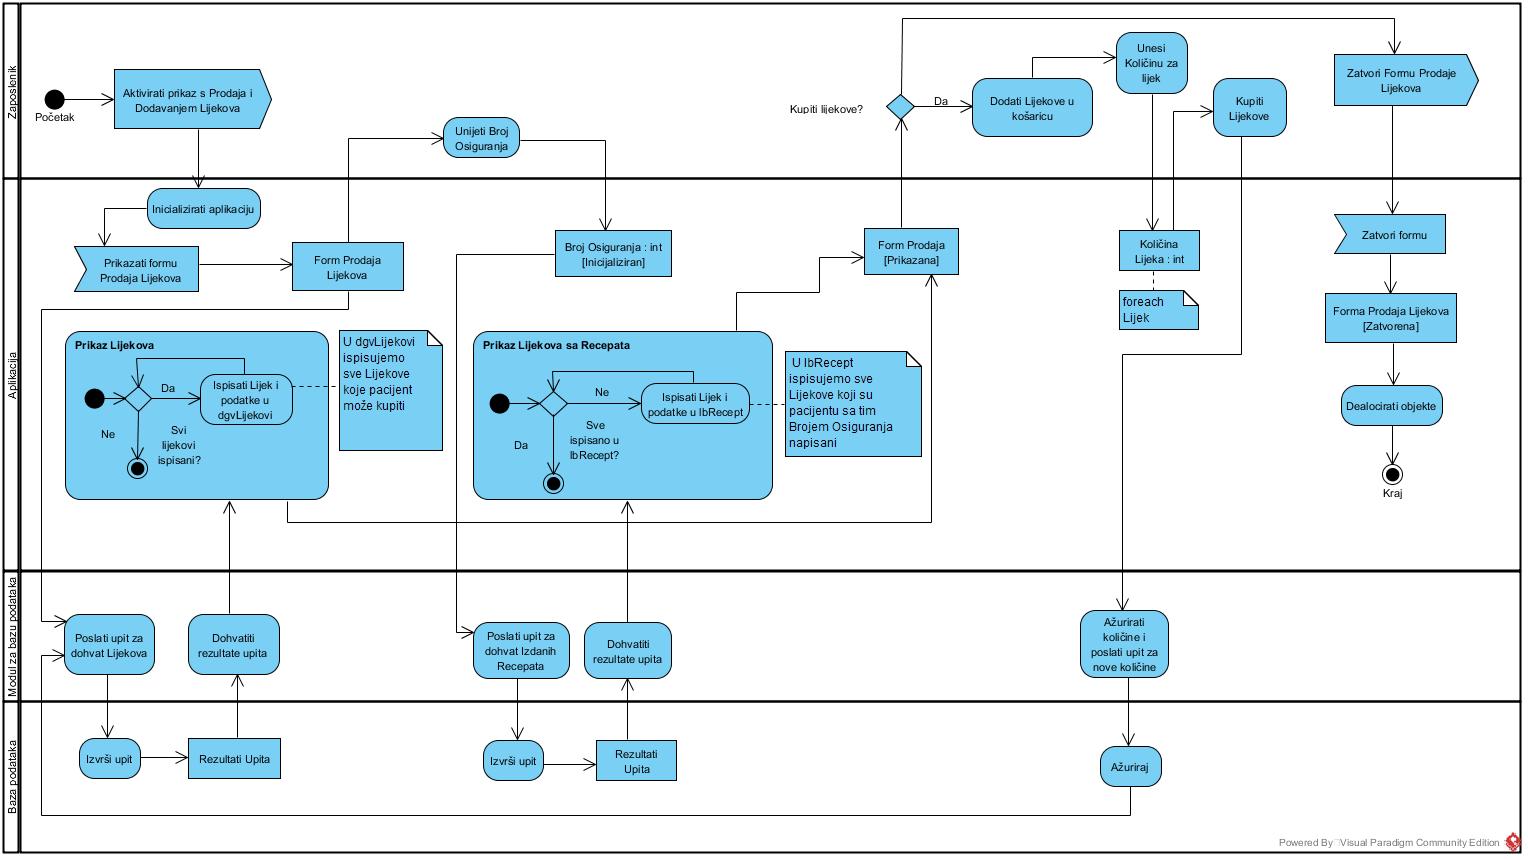 Zaposlenik
Početak
Aktivirati prikaz s Prodaja i
Dodavanjem Lijekova
Unijeti Broj
Osiguranja
Kupiti lijekove?
Da
Dodati Lijekove u
košaricu
Unesi
Količinu za
lijek
Kupiti
Lijekove
Zatvori Formu Prodaje
Lijekova
Aplikacija
Inicializirati aplikaciju
Prikazati formu
Prodaja Lijekova
Form Prodaja
Lijekova
Broj Osiguranja : int
[Inicijaliziran]
Form Prodaja
[Prikazana]
Količina
Lijeka : int
foreach
Lijek
Zatvori formu
Forma Prodaja Lijekova
[Zatvorena]
Dealocirati objekte
Kraj
Prikaz Lijekova
Da
Ispisati Lijek i
podatke u
dgvLijekovi
Ne
Svi
lijekovi
ispisani?
U dgvLijekovi
ispisujemo
sve Lijekove
koje pacijent
može kupiti
Prikaz Lijekova sa Recepata
Ne
Ispisati Lijek i
podatke u lbRecept
Da
Sve
ispisano u
lbRecept?
U lbRecept
ispisujemo sve
Lijekove koji su
pacijentu sa tim
Brojem Osiguranja
napisani
Modul za bazu podataka
Poslati upit za
dohvat Lijekova
Dohvatiti
rezultate upita
Poslati upit za
dohvat Izdanih
Recepata
Dohvatiti
rezultate upita
Ažurirati
količine i
poslati upit za
nove količine
Baza podataka
Izvrši upit
Rezultati Upita
Izvrši upit
Rezultati
Upita
Ažuriraj
Powered By Visual Paradigm Community Edition